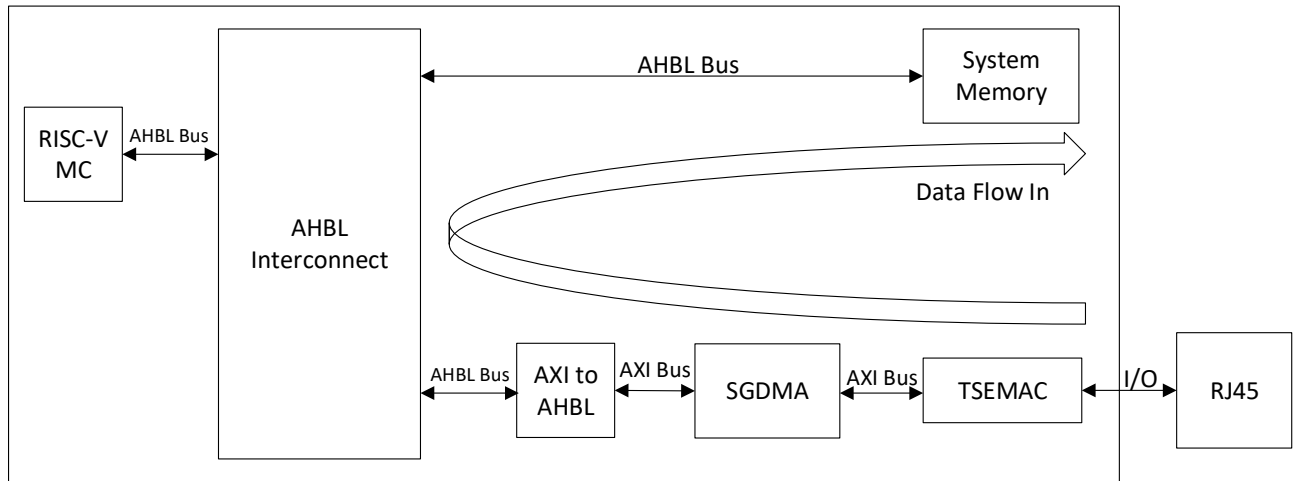 AHBL Bus
System
Memory
RISC-V
MC
AHBL Bus
Data Flow In
AHBL
Interconnect
AHBL Bus
AXI to
AHBL
AXI Bus
SGDMA
AXI Bus
TSEMAC
I/O
RJ45